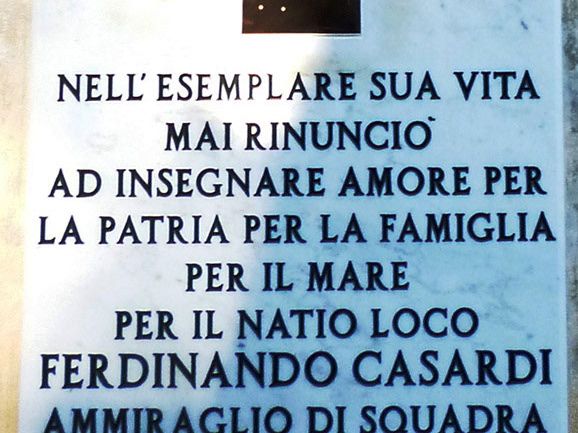 NELL' ESEMPLARE SUA VITA
MAI RINUNCIÒ
AD INSEGNARE AMORE PER
LA PATRIA PER LA FAMIGLIA
PER IL MARE
PER IL NATIO LOCO
FERDINANDO CASARDI
AMMIRAGLIO DI SQUADRA